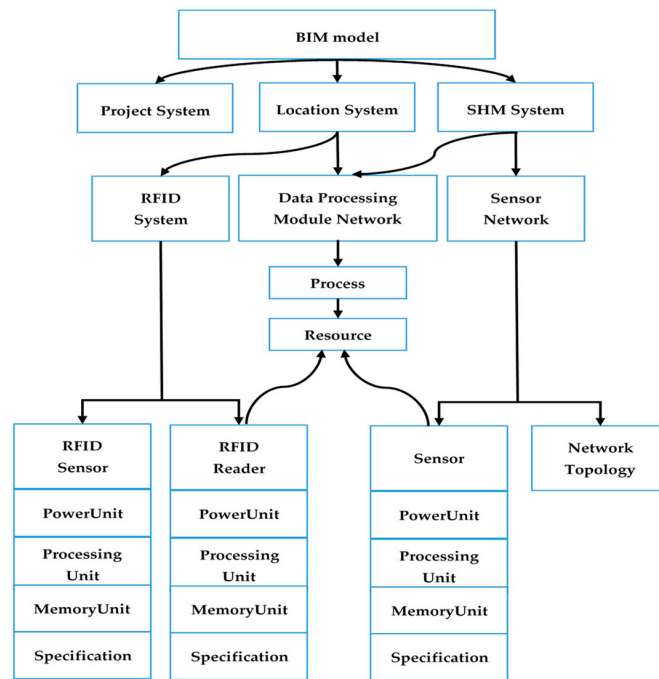 BIM model
Project System
Location System
SHM System
RFID
System
Data Processing
Module Network
Sensor
Network
Process
Resource
RFID
Sensor
RFID
Reader
Sensor
Network
Topology
PowerUnit
PowerUnit
PowerUnit
Processing
Unit
Processing
Unit
Processing
Unit
MemoryUnit
MemoryUnit
MemoryUnit
Specification
Specification
Specification